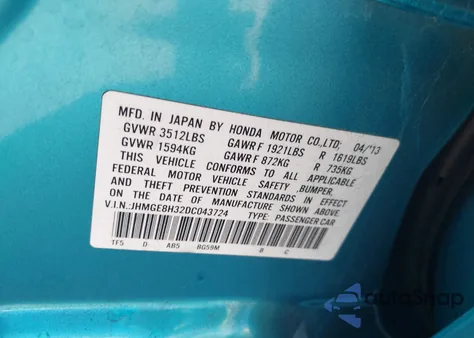 MFD. IN JAPAN BY HONDA MOTOR CO.,LTD; 04/'13
GVWR 3512LBS GAWR F 1921LBS R 1619LBS
GVWR 1594KG GAWR F 872KG R 735KG
THIS VEHICLE CONFORMS TO ALL APPLICABLE
FEDERAL MOTOR VEHICLE SAFETY ,BUMPER,
AND THEFT PREVENTION STANDARDS IN EFFECT
ON THE DATE OF MANUFACTURE SHOWN ABOVE.
V.I.N.:JHMGE8H32DC043724 TYPE: PASSENGER CAR
TF5 D- AB5 BG59M B C
autoSnap